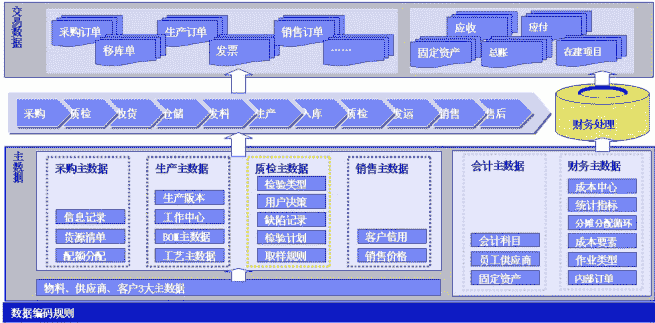 交易数据
采购订单
生产订单
销售订单
移库单
发票
……
应收
应付
固定资产
总账
在建项目
采购
质检
收货
仓储
发料
生产
入库
质检
发运
销售
售后
财务处理
主数据
采购主数据
信息记录
货源清单
配额分配
生产主数据
生产版本
工作中心
BOM主数据
工艺主数据
质检主数据
检验类型
用户决策
缺陷记录
检验计划
取样规则
销售主数据
客户信用
销售价格
会计主数据
会计科目
员工供应商
固定资产
财务主数据
成本中心
统计指标
分摊分配循环
成本要素
作业类型
内部订单
物料、供应商、客户3大主数据
数据编码规则